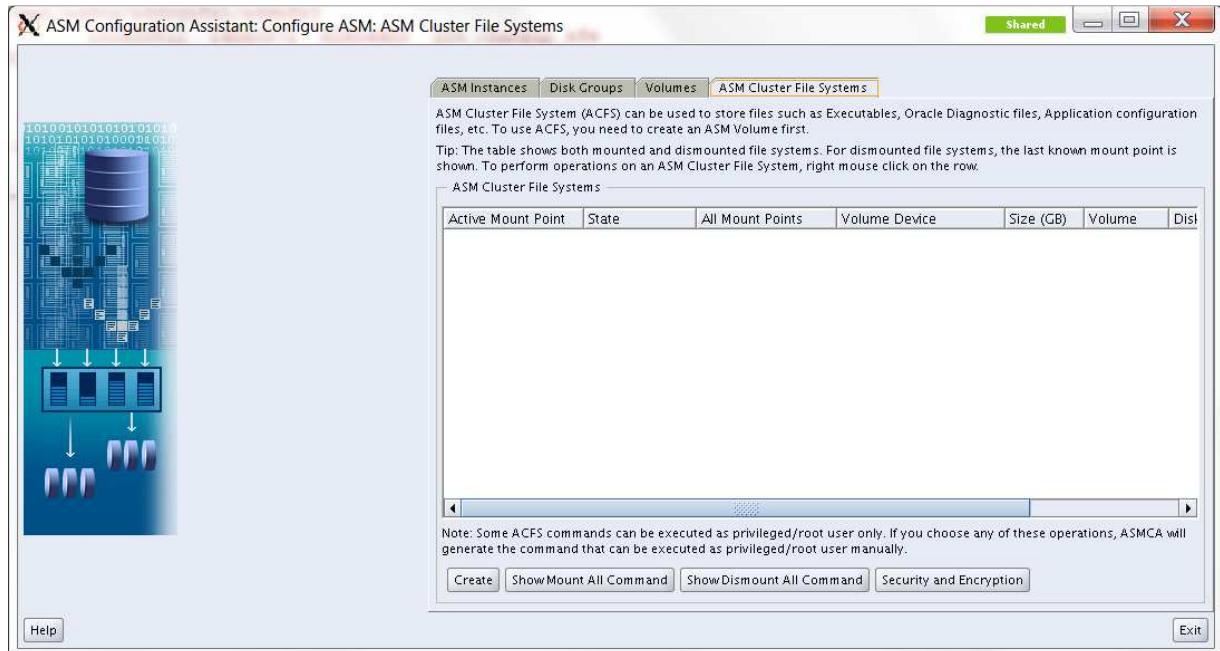 ASM Configuration Assistant: Configure ASM: ASM Cluster File Systems
Shared
ASM Instances
Disk Groups
Volumes
ASM Cluster File Systems
ASM Cluster File System (ACFS) can be used to store files such as Executables, Oracle Diagnostic files, Application configuration
files, etc. To use ACFS, you need to create an ASM Volume first.
Tip: The table shows both mounted and dismounted file systems. For dismounted file systems, the last known mount point is
shown. To perform operations on an ASM Cluster File System, right mouse click on the row.
ASM Cluster File Systems
Active Mount Point
State
All Mount Points
Volume Device
Size (GB)
Volume
Disk
Note: Some ACFS commands can be executed as privileged/root user only. If you choose any of these operations, ASMCA will
generate the command that can be executed as privileged/root user manually.
Create
Show Mount All Command
Show Dismount All Command
Security and Encryption
Help
Exit